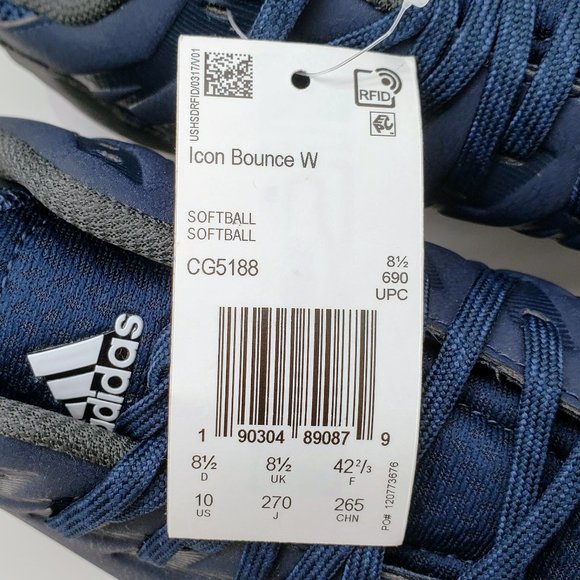 USHSDRFID/0317/V01
RFID
Icon Bounce W
SOFTBALL
SOFTBALL
CG5188
8½
690
UPC
1 90304 89087 9
8½ 8½ 42⅔
D UK F
10 270 265
US J CHN
PO# 120773676
adidas